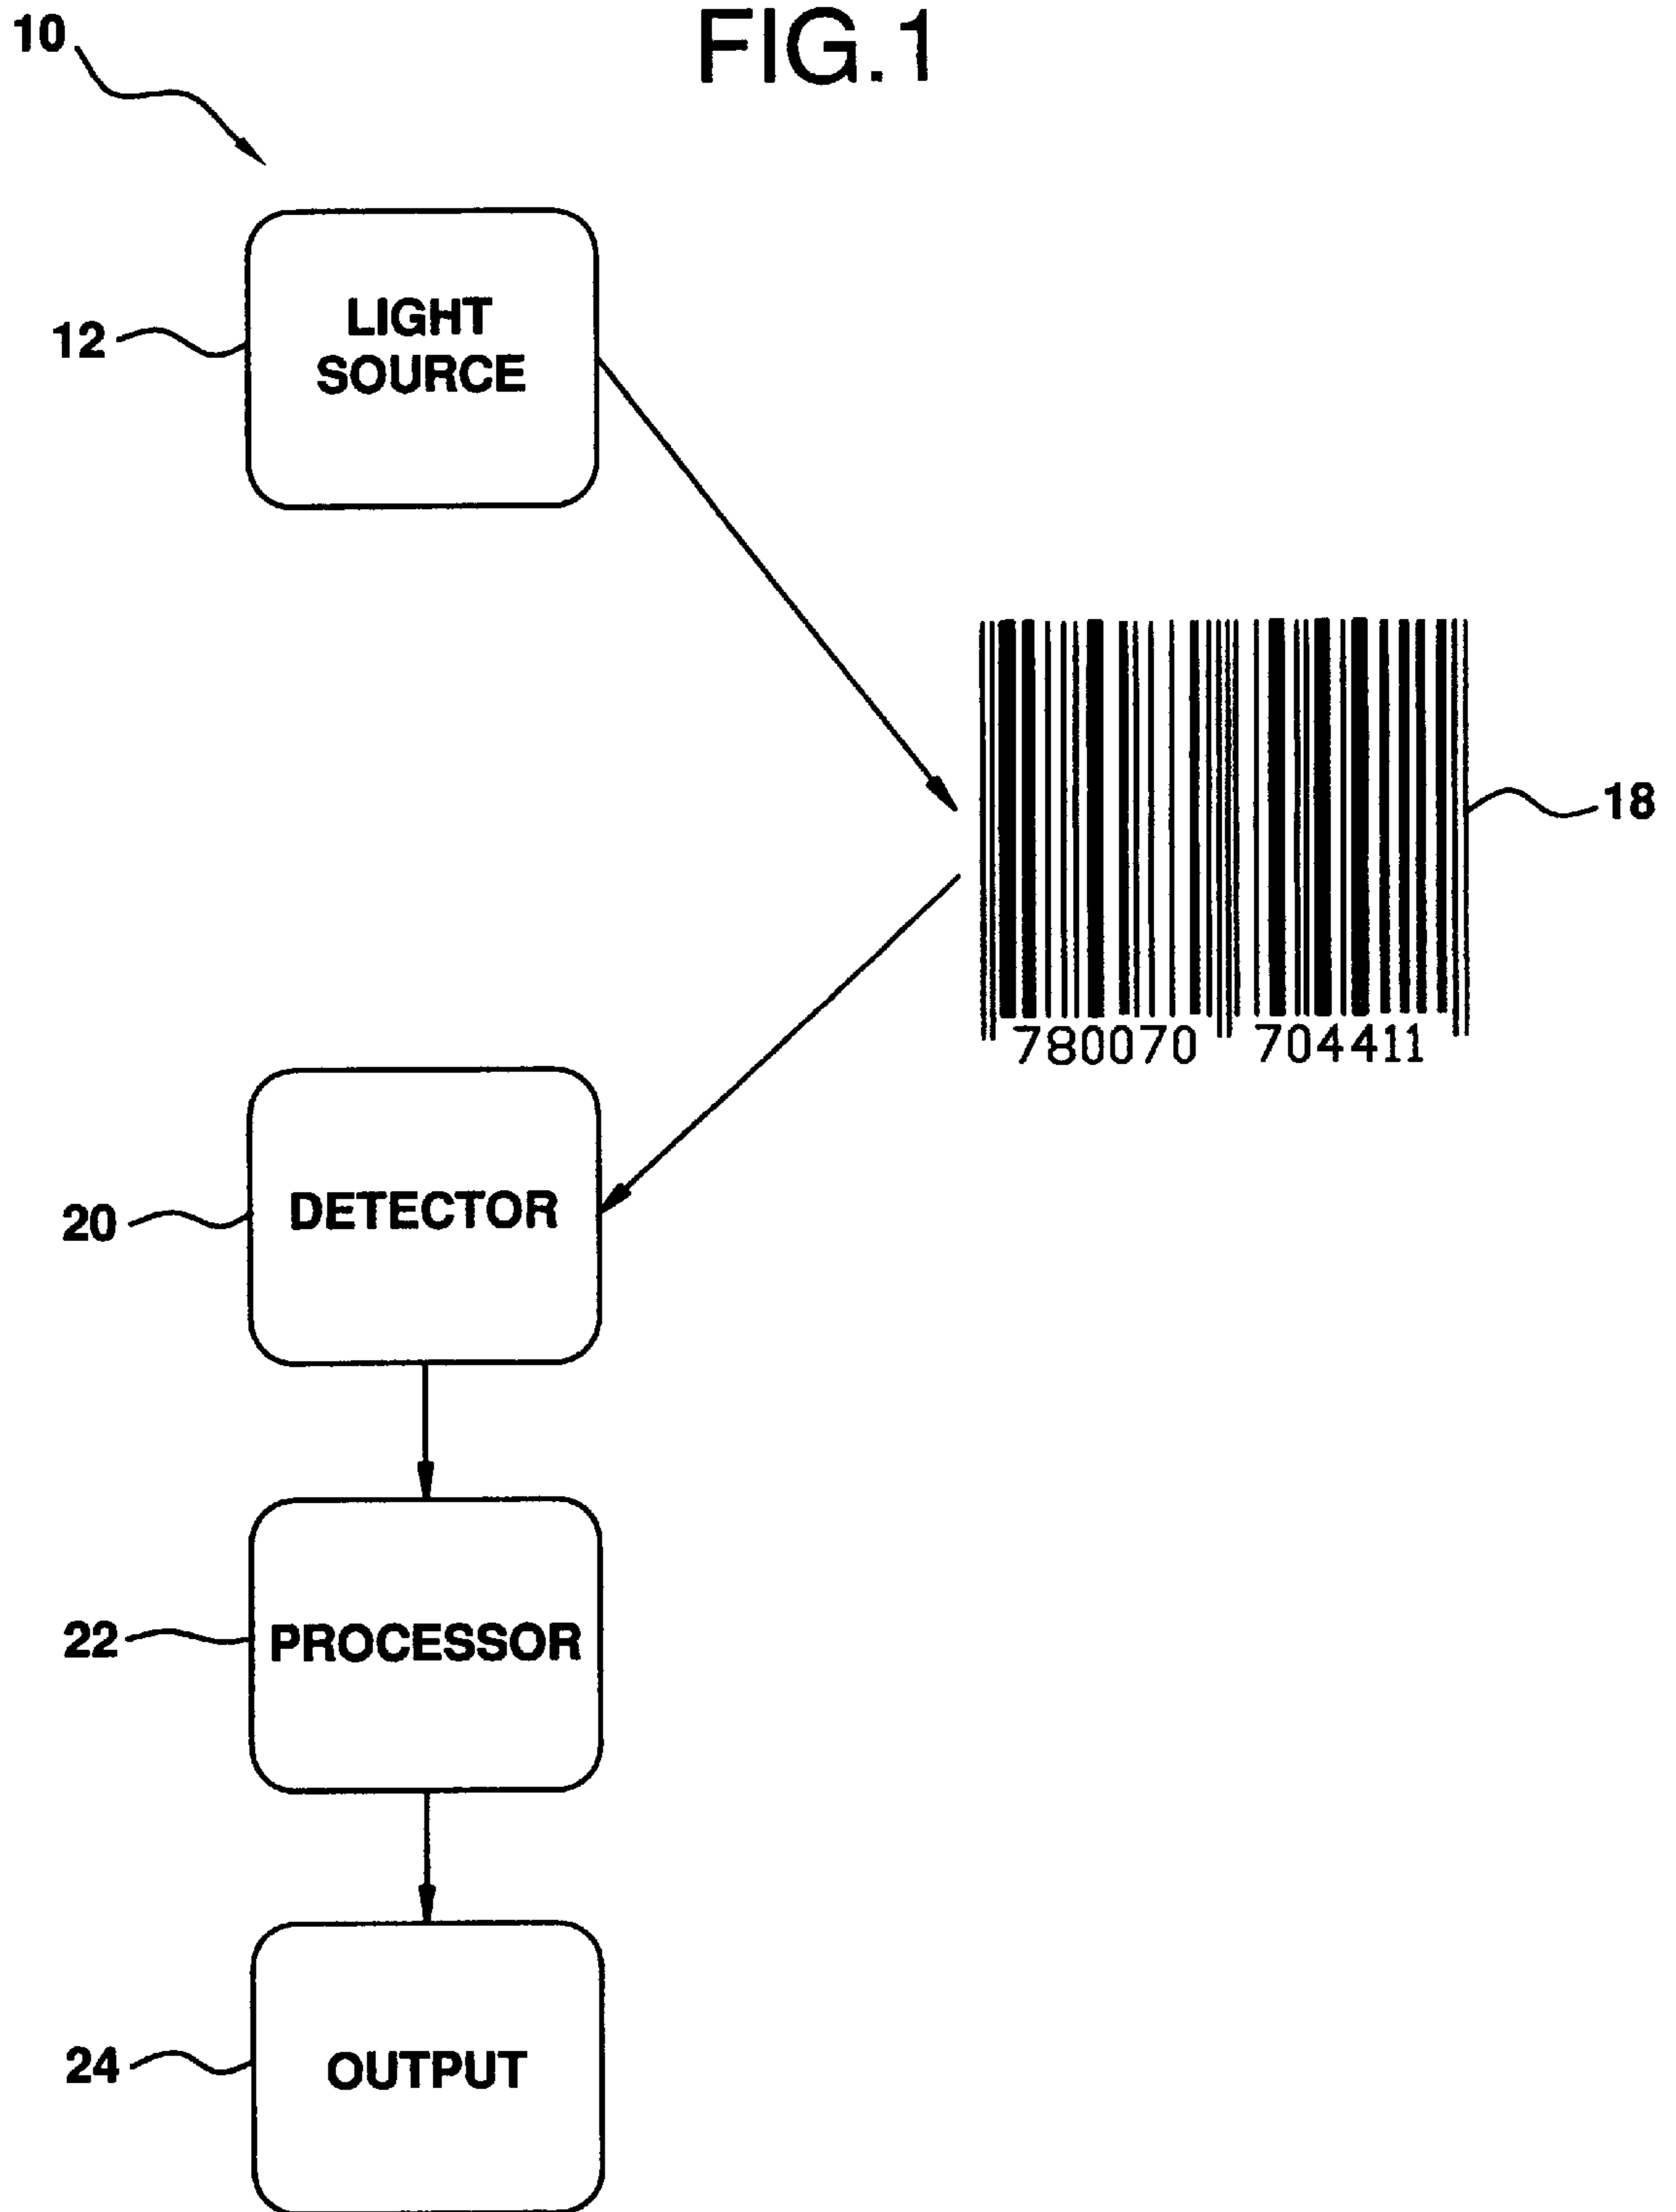 FIG.1
10
LIGHT
SOURCE
12
18
780070 704411
DETECTOR
20
PROCESSOR
22
OUTPUT
24